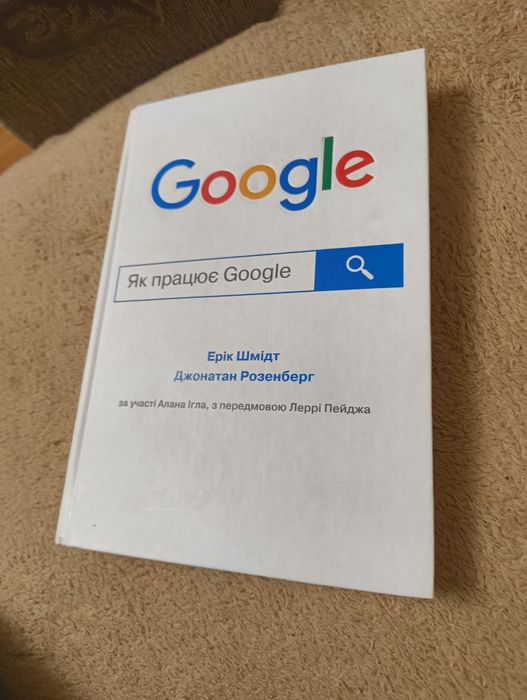 Google
Як працює Google
Ерік Шмідт
Джонатан Розенберг
за участі Алана Ігла, з передмовою Леррі Пейджа